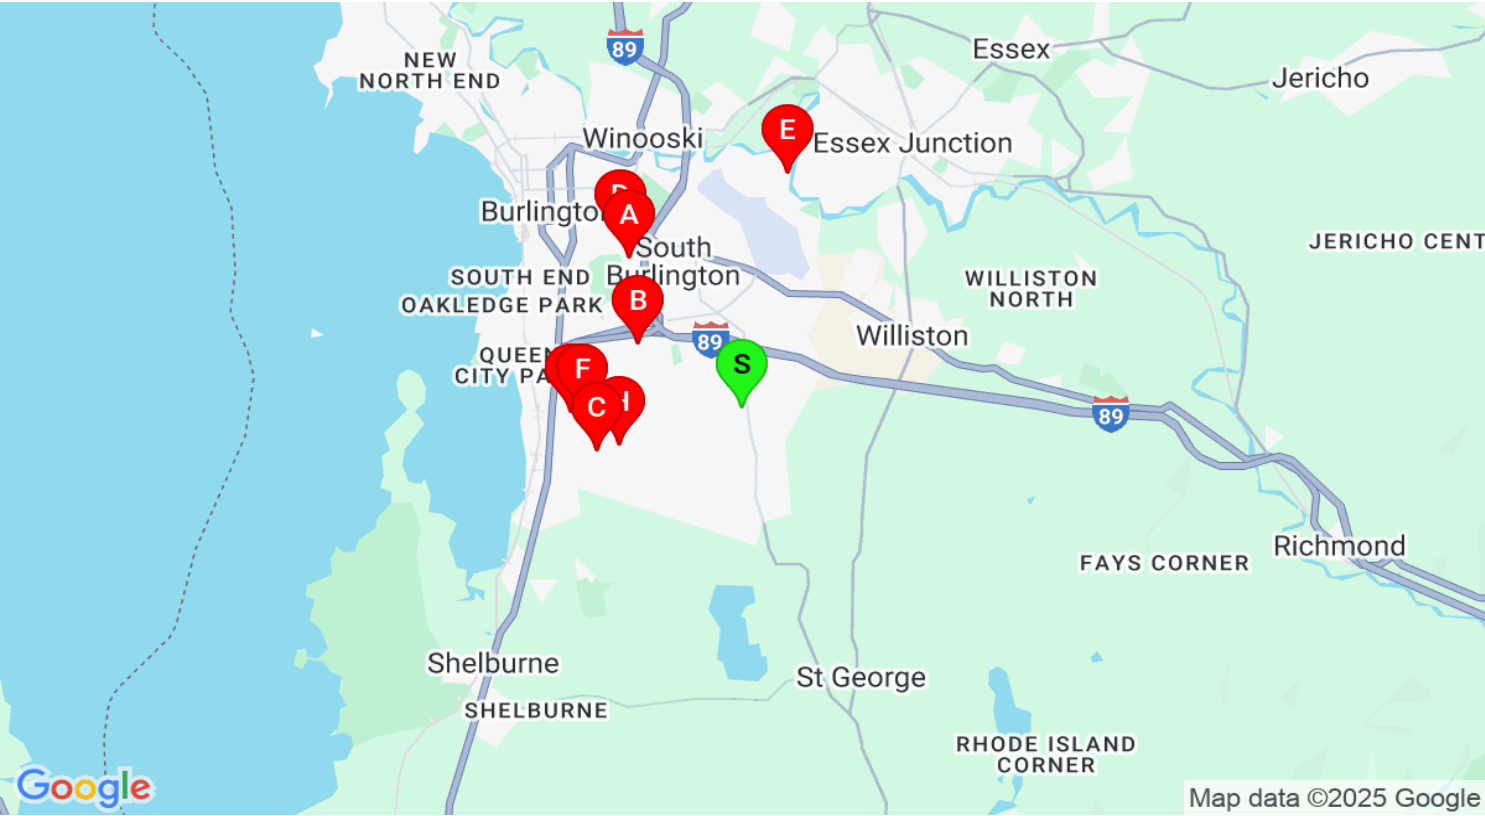 89
Essex
NEW
NORTH END
Jericho
Winooski
E
Essex Junction
D
Burlington
A
South
Burlington
JERICHO CENT
SOUTH END
WILLISTON
NORTH
OAKLEDGE PARK
B
89
Williston
QUEEN
CITY PA
F
S
C
H
89
Richmond
FAYS CORNER
Shelburne
St George
SHELBURNE
RHODE ISLAND
CORNER
Google
Map data ©2025 Google